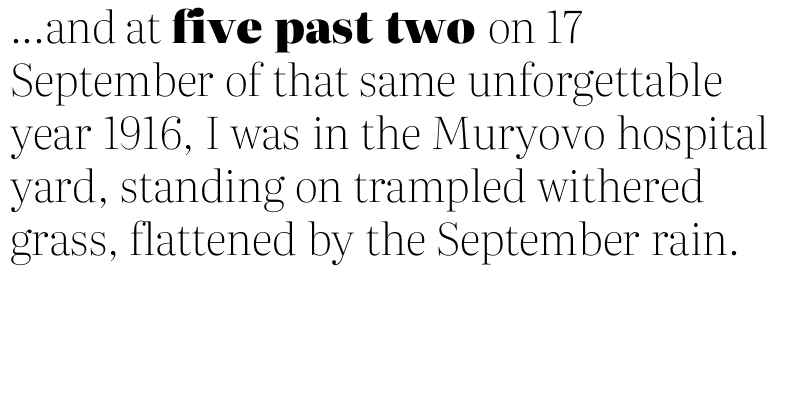 ...and at five past two on 17
September of that same unforgettable
year 1916, I was in the Muryovo hospital
yard, standing on trampled withered
grass, flattened by the September rain.